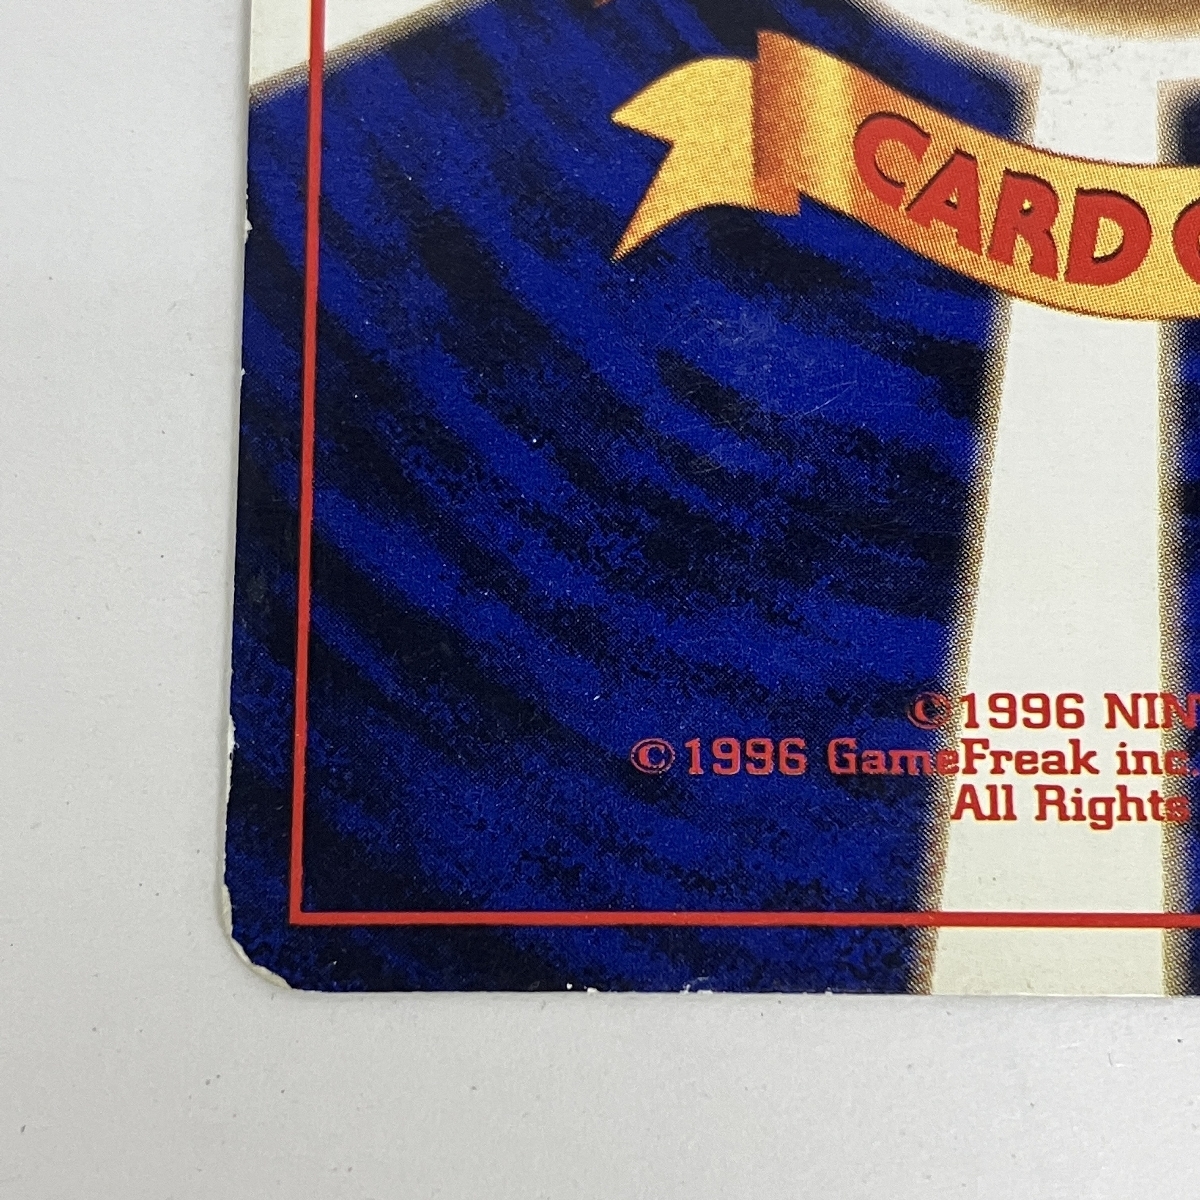 CARD
©1996 NIN
©1996 GameFreak inc.
All Rights